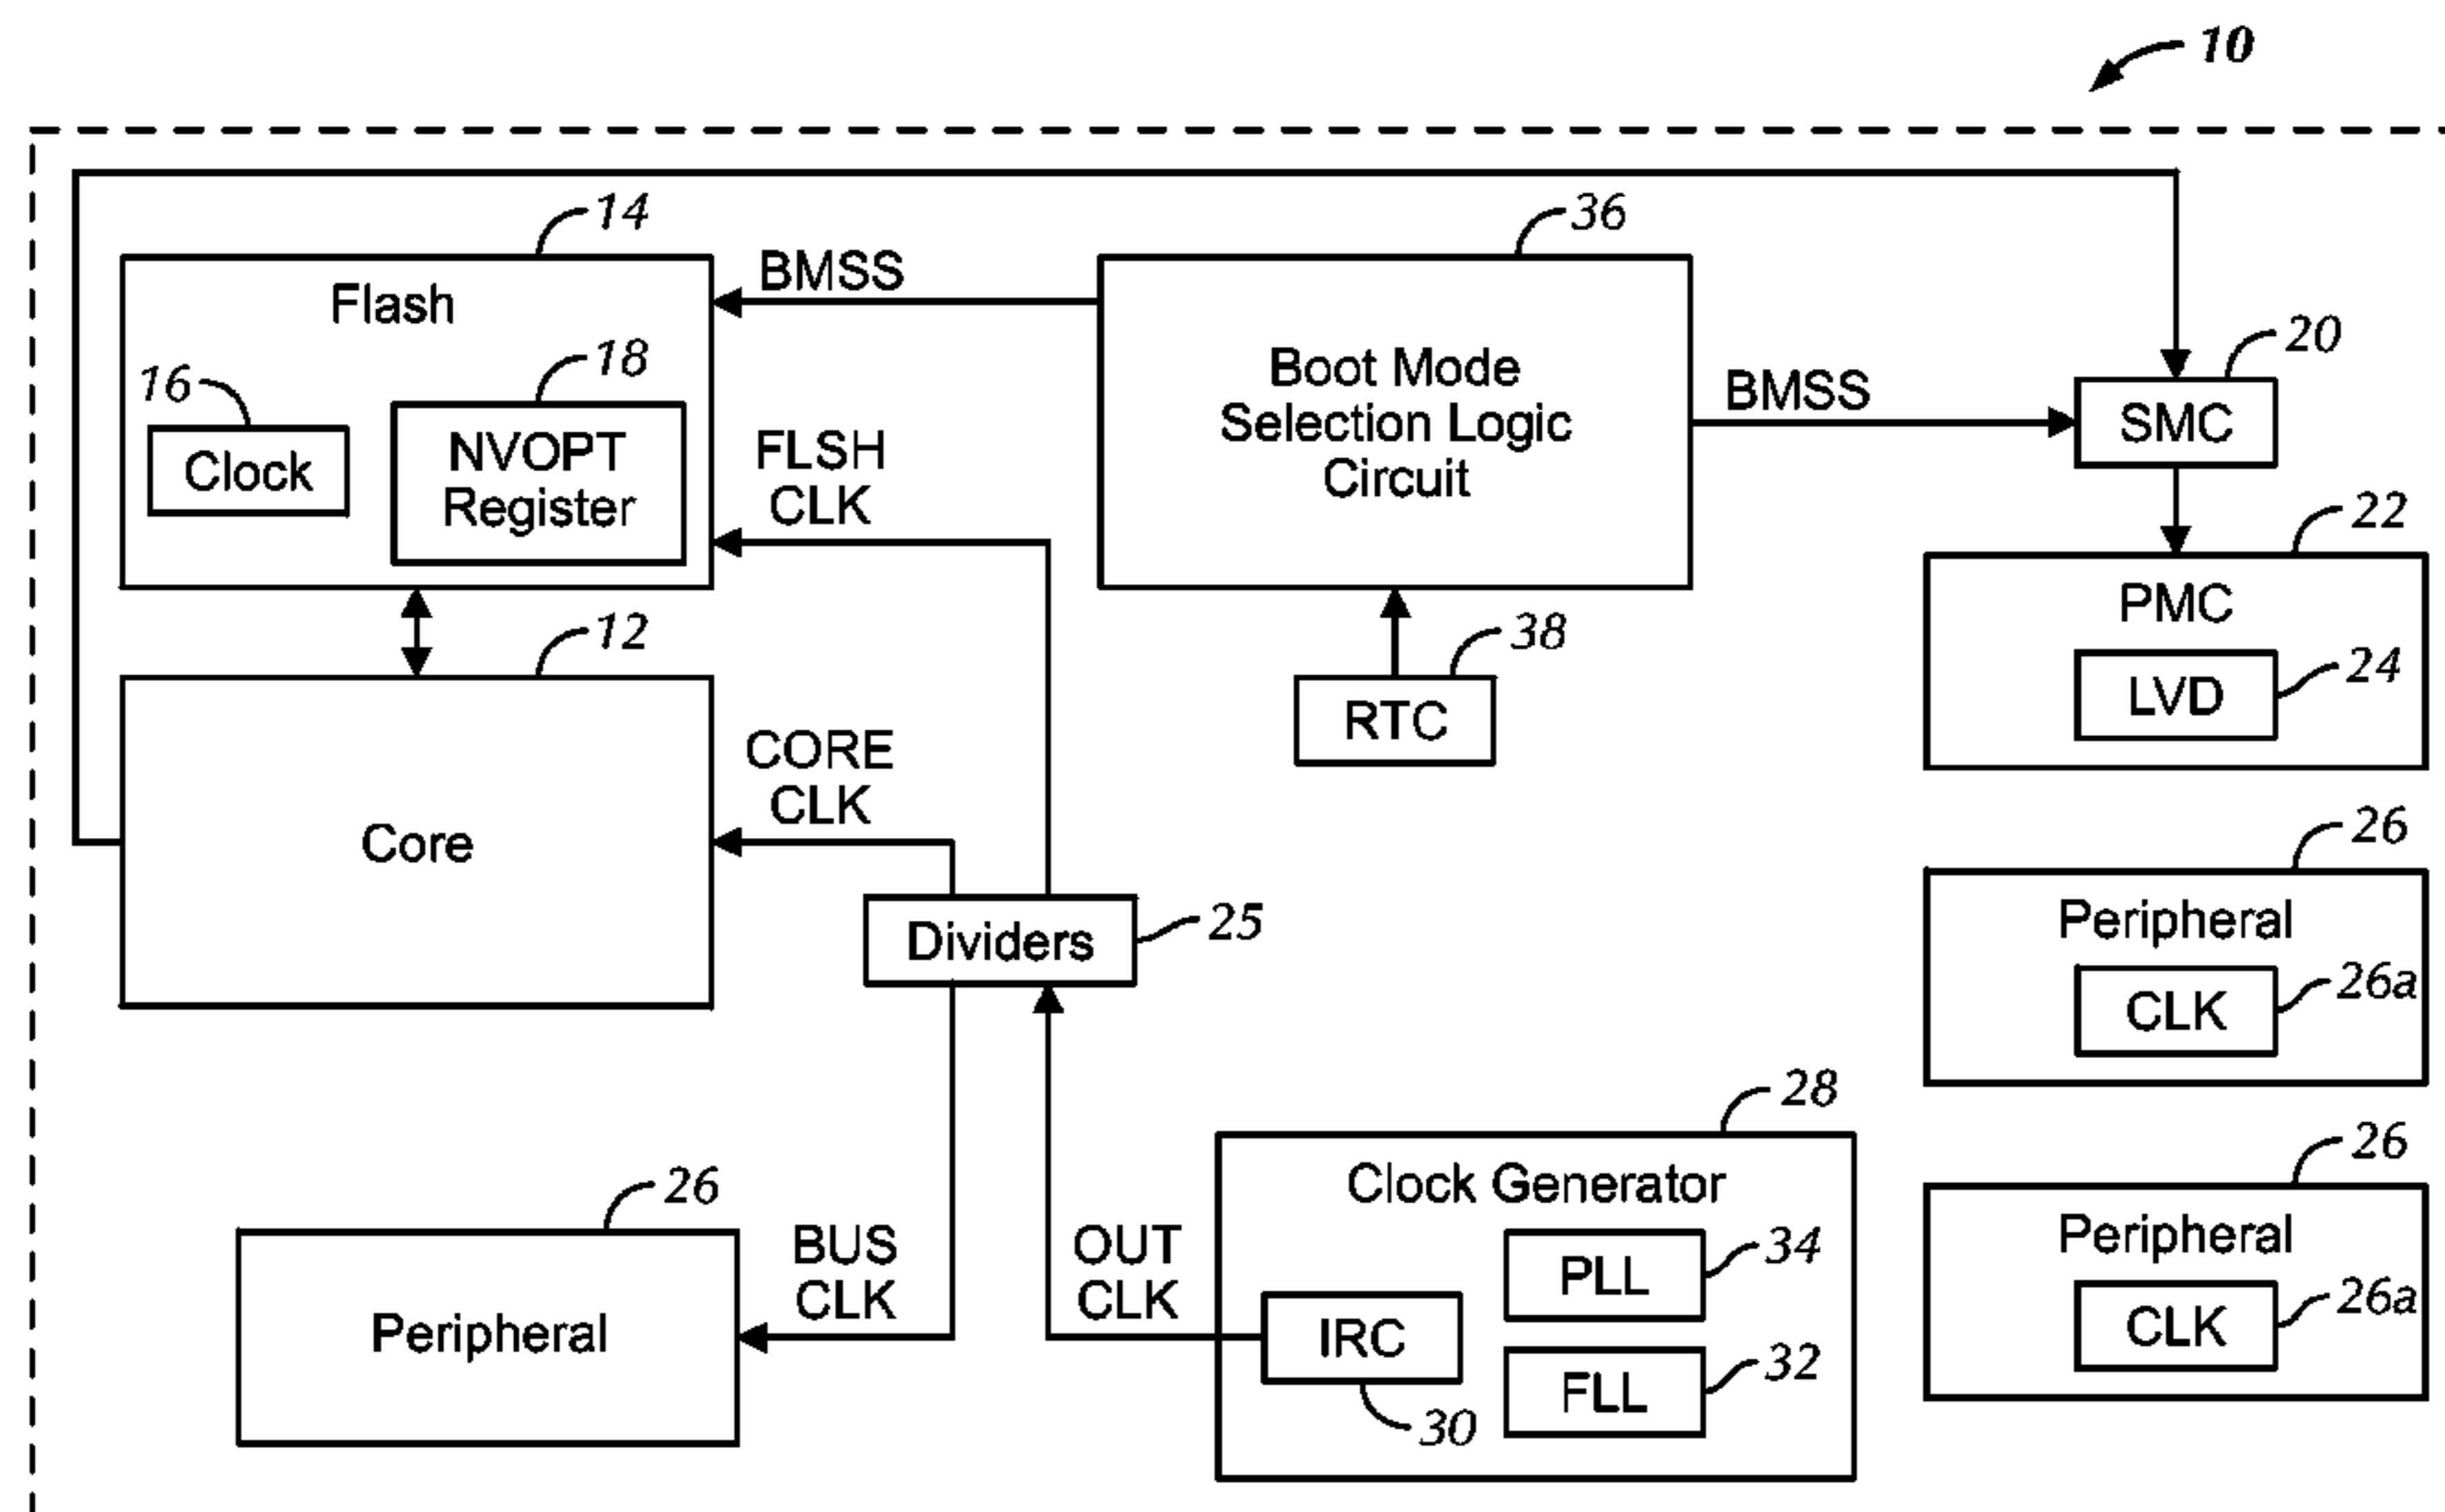 10
14
36
BMSS
Flash
20
18
16
Boot Mode
Selection Logic
Circuit
BMSS
SMC
NVOPT
Register
Clock
FLSH
CLK
22
PMC
12
38
24
LVD
RTC
CORE
CLK
26
Core
25
Dividers
Peripheral
26a
CLK
28
26
26
Clock Generator
Peripheral
BUS
CLK
OUT
CLK
34
PLL
26a
CLK
Peripheral
IRC
32
FLL
30